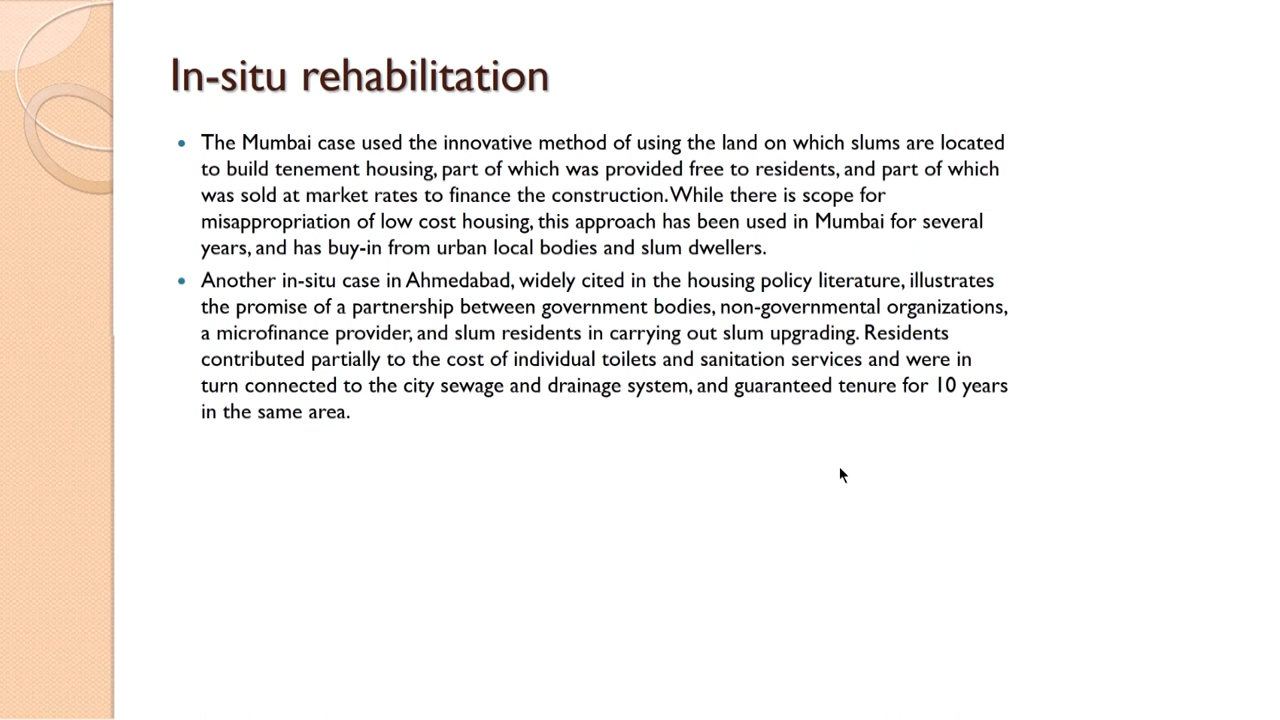 In-situ rehabilitation
• The Mumbai case used the innovative method of using the land on which slums are located
to build tenement housing, part of which was provided free to residents, and part of which
was sold at market rates to finance the construction. While there is scope for
misappropriation of low cost housing, this approach has been used in Mumbai for several
years, and has buy-in from urban local bodies and slum dwellers.
• Another in-situ case in Ahmedabad, widely cited in the housing policy literature, illustrates
the promise of a partnership between government bodies, non-governmental organizations,
a microfinance provider, and slum residents in carrying out slum upgrading. Residents
contributed partially to the cost of individual toilets and sanitation services and were in
turn connected to the city sewage and drainage system, and guaranteed tenure for 10 years
in the same area.